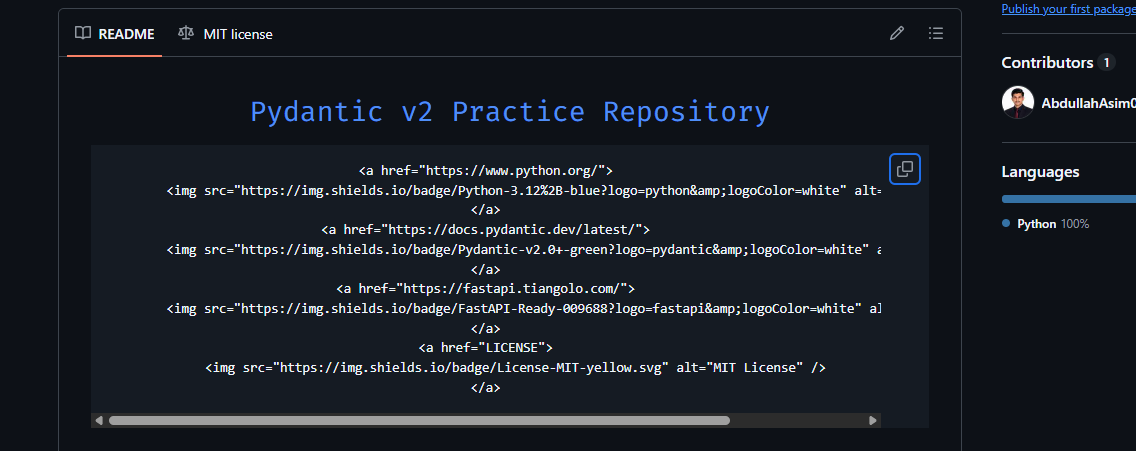 Publish your first package
README
MIT license
Contributors 1
AbdullahAsim0
Languages
Python 100%
Pydantic v2 Practice Repository
<a href="https://www.python.org/">
<img src="https://img.shields.io/badge/Python-3.12%2B-blue?logo=python&amp;logoColor=white" alt=
</a>
<a href="https://docs.pydantic.dev/latest/">
<img src="https://img.shields.io/badge/Pydantic-v2.0+-green?logo=pydantic&amp;logoColor=white" a
</a>
<a href="https://fastapi.tiangolo.com/">
<img src="https://img.shields.io/badge/FastAPI-Ready-009688?logo=fastapi&amp;logoColor=white" al
</a>
<a href="LICENSE">
<img src="https://img.shields.io/badge/License-MIT-yellow.svg" alt="MIT License" />
</a>